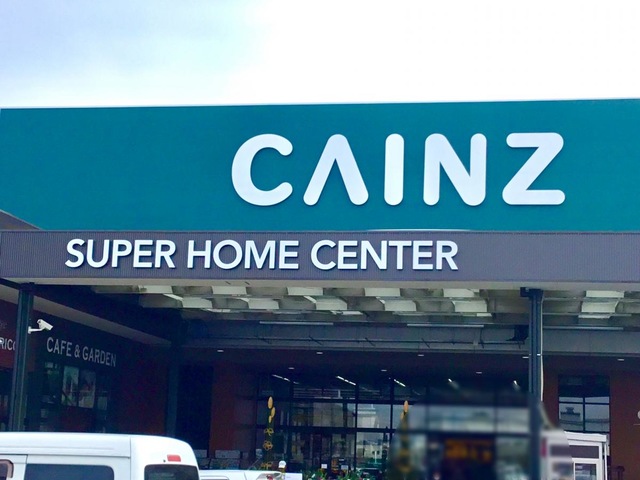 CAINZ
SUPER HOME CENTER
CAFE & GARDEN